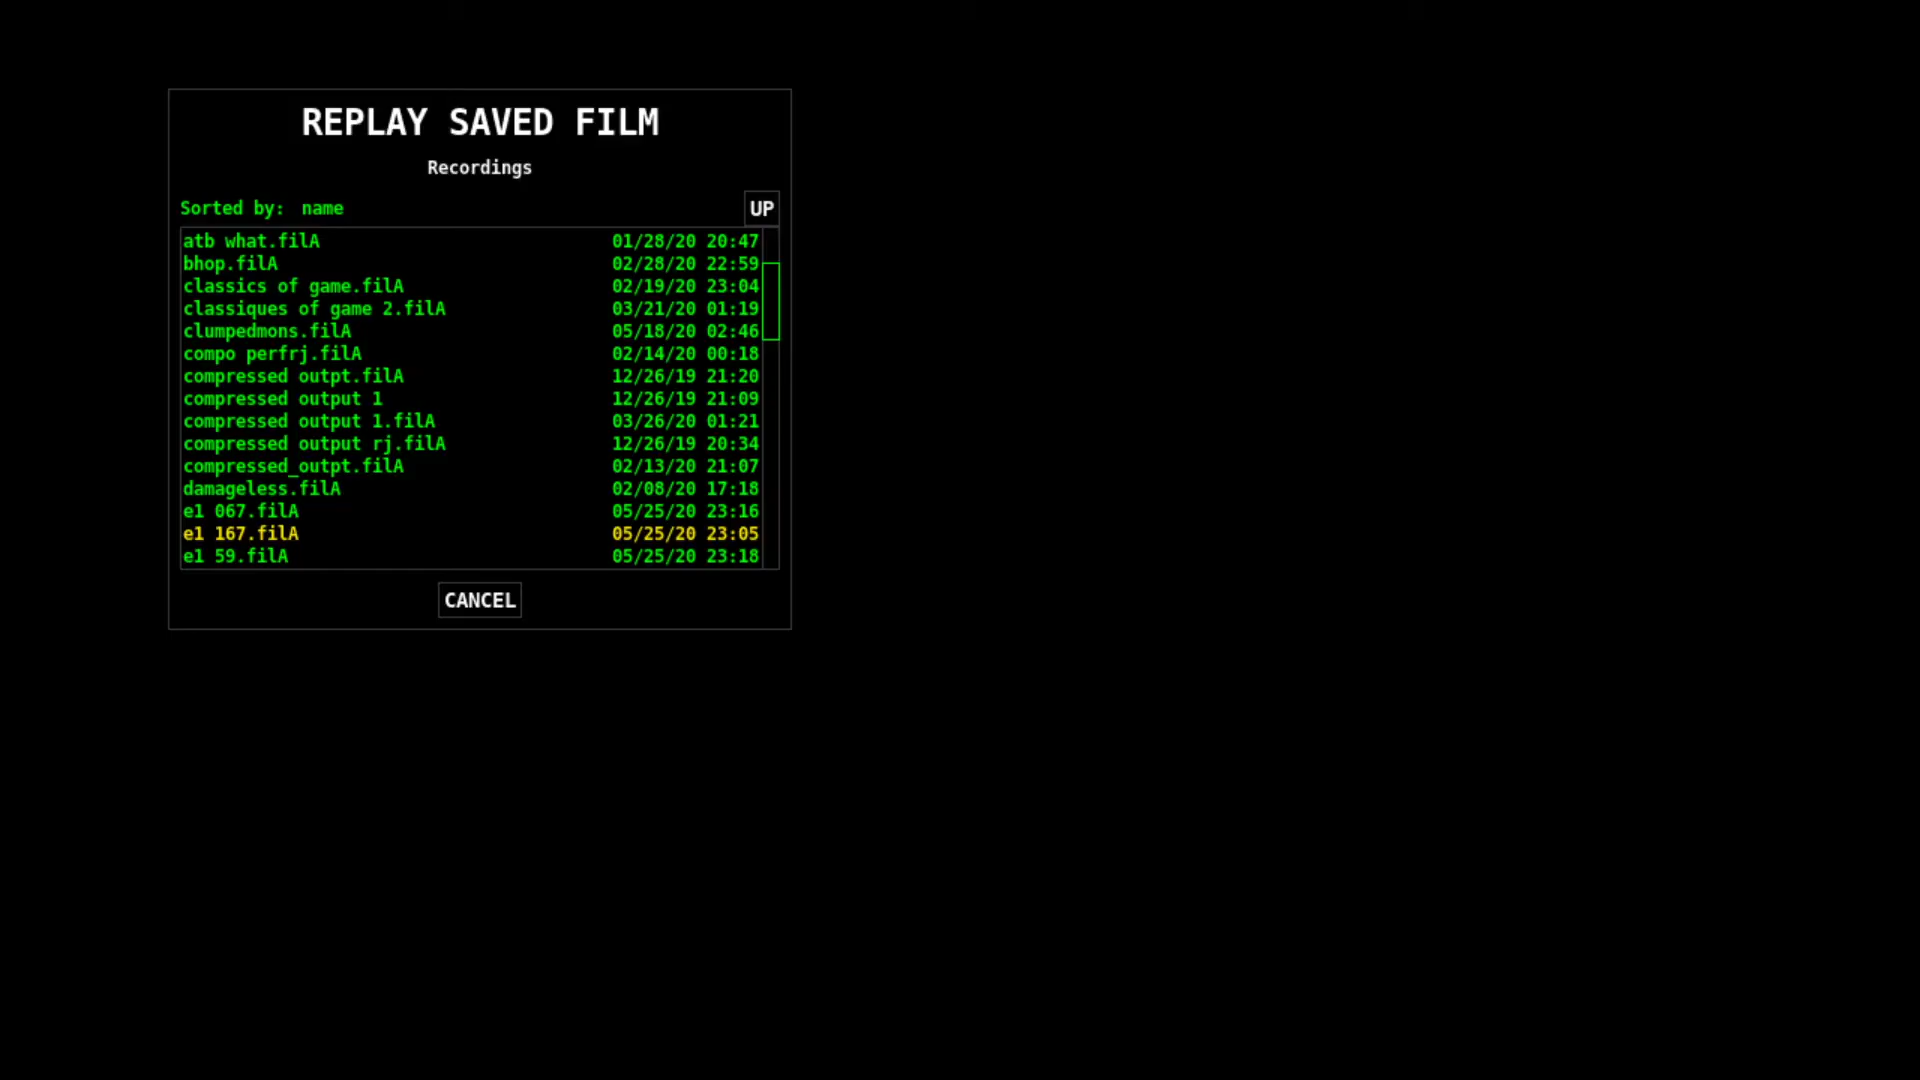 REPLAY SAVED FILM
Recordings
Sorted by: name UP
atb what.filA 01/28/20 20:47
bhop.filA 02/28/20 22:59
classics of game.filA 02/19/20 23:04
classiques of game 2.filA 03/21/20 01:19
clumpedmons.filA 05/18/20 02:46
compo perfrj.filA 02/14/20 00:18
compressed outpt.filA 12/26/19 21:20
compressed output 1 12/26/19 21:09
compressed output 1.filA 03/26/20 01:21
compressed output rj.filA 12/26/19 20:34
compressed_outpt.filA 02/13/20 21:07
damageless.filA 02/08/20 17:18
e1 067.filA 05/25/20 23:16
e1 167.filA 05/25/20 23:05
e1 59.filA 05/25/20 23:18
CANCEL